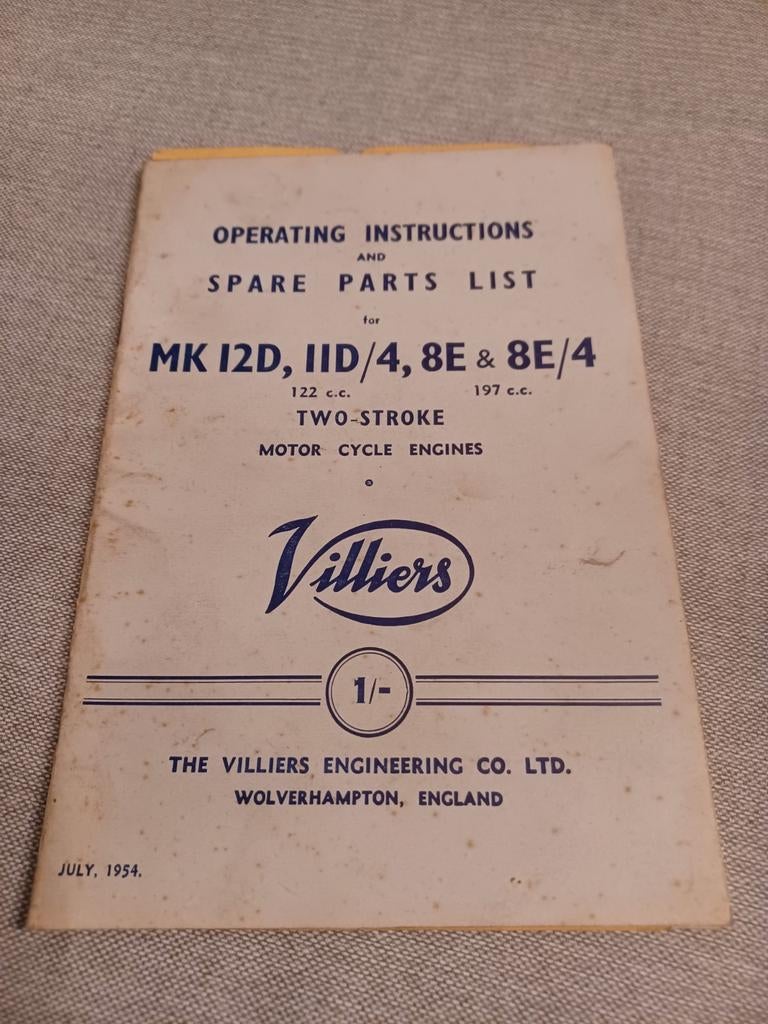 OPERATING INSTRUCTIONS
AND
SPARE PARTS LIST
for
MK 12D, 11D/4, 8E & 8E/4
122 c.c. 197 c.c.
TWO-STROKE
MOTOR CYCLE ENGINES
Villiers
1/-
THE VILLIERS ENGINEERING CO. LTD.
WOLVERHAMPTON, ENGLAND
JULY, 1954.